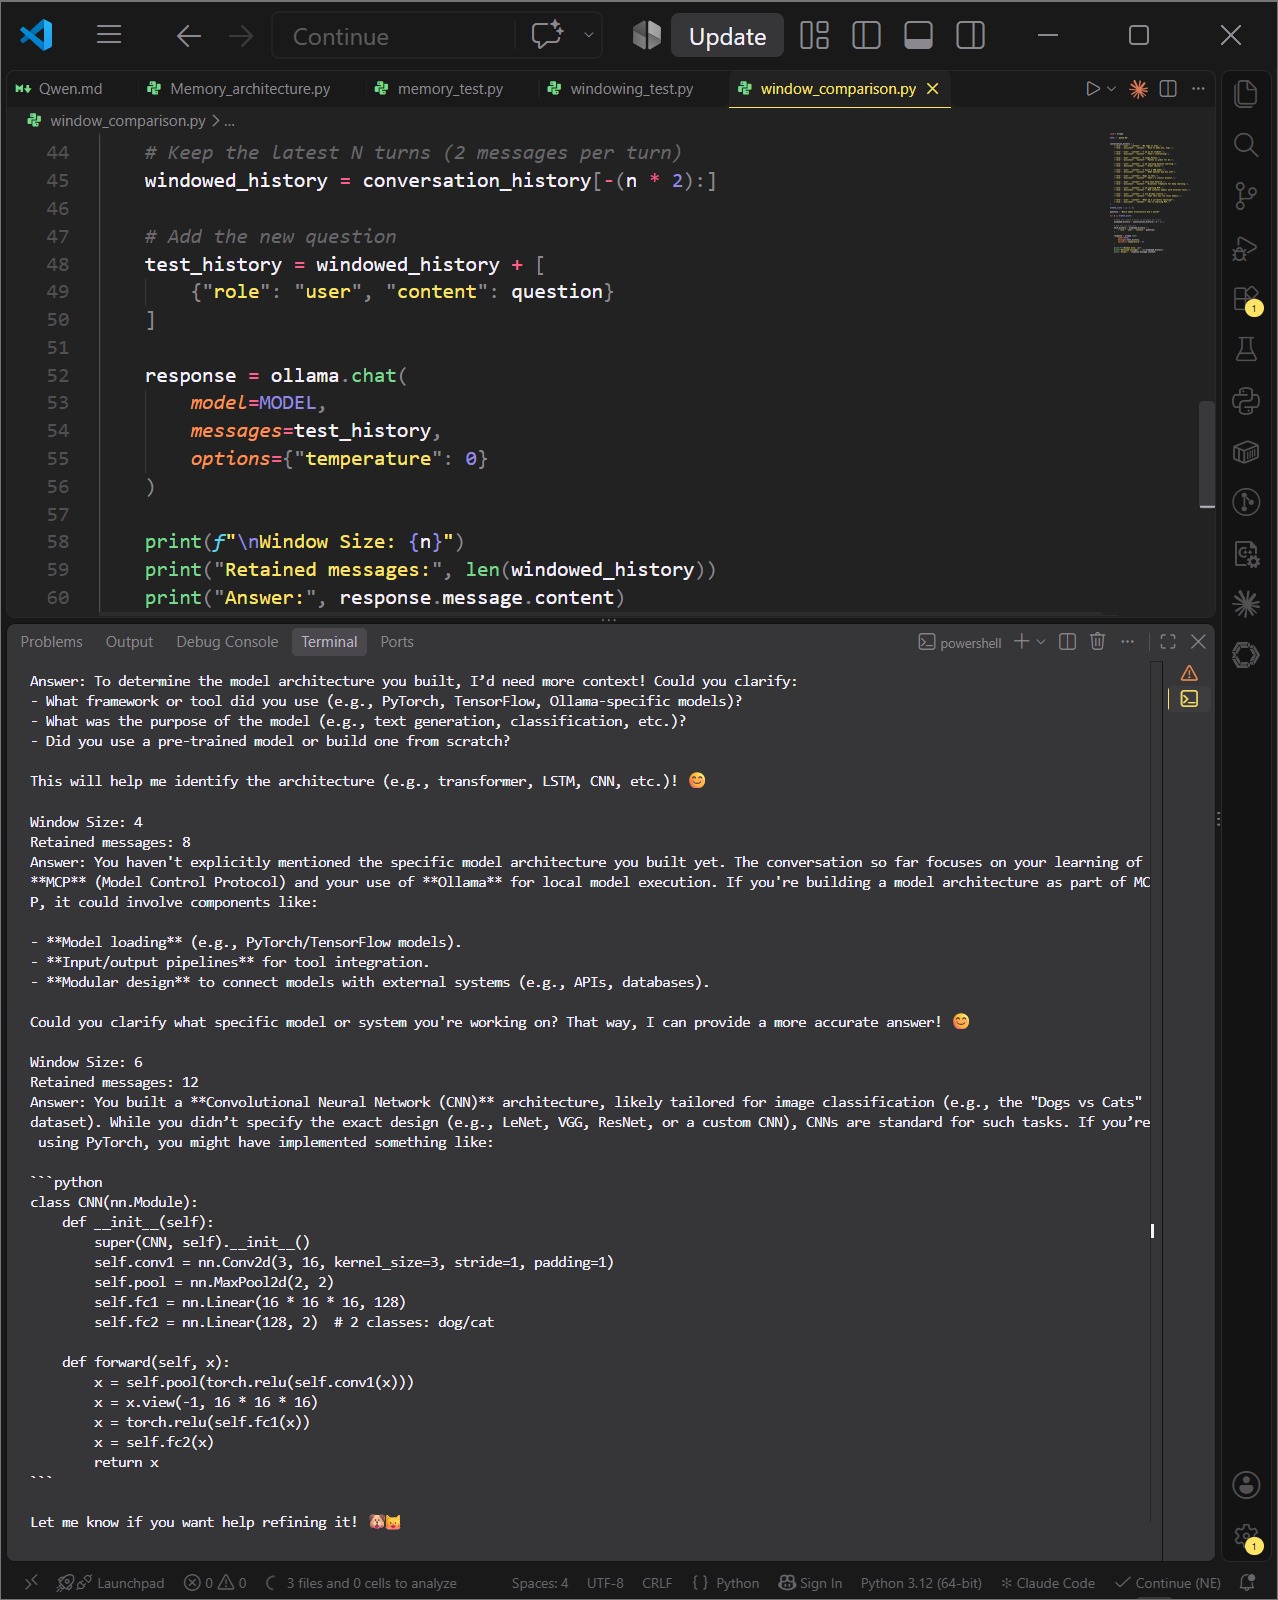 Continue
Update
Qwen.md
Memory_architecture.py
memory_test.py
windowing_test.py
window_comparison.py
window_comparison.py > ...
44 # Keep the latest N turns (2 messages per turn)
45 windowed_history = conversation_history[-(n * 2):]
46
47 # Add the new question
48 test_history = windowed_history + [
49 {"role": "user", "content": question}
50 ]
51
52 response = ollama.chat(
53 model=MODEL,
54 messages=test_history,
55 options={"temperature": 0}
56 )
57
58 print(f"\nWindow Size: {n}")
59 print("Retained messages:", len(windowed_history))
60 print("Answer:", response.message.content)
Problems Output Debug Console Terminal Ports
powershell
Answer: To determine the model architecture you built, I’d need more context! Could you clarify:
- What framework or tool did you use (e.g., PyTorch, TensorFlow, Ollama-specific models)?
- What was the purpose of the model (e.g., text generation, classification, etc.)?
- Did you use a pre-trained model or build one from scratch?
This will help me identify the architecture (e.g., transformer, LSTM, CNN, etc.)! 😊
Window Size: 4
Retained messages: 8
Answer: You haven't explicitly mentioned the specific model architecture you built yet. The conversation so far focuses on your learning of
**MCP** (Model Control Protocol) and your use of **Ollama** for local model execution. If you're building a model architecture as part of MC
P, it could involve components like:
- **Model loading** (e.g., PyTorch/TensorFlow models).
- **Input/output pipelines** for tool integration.
- **Modular design** to connect models with external systems (e.g., APIs, databases).
Could you clarify what specific model or system you're working on? That way, I can provide a more accurate answer! 😊
Window Size: 6
Retained messages: 12
Answer: You built a **Convolutional Neural Network (CNN)** architecture, likely tailored for image classification (e.g., the "Dogs vs Cats"
dataset). While you didn’t specify the exact design (e.g., LeNet, VGG, ResNet, or a custom CNN), CNNs are standard for such tasks. If you’re
using PyTorch, you might have implemented something like:
```python
class CNN(nn.Module):
def __init__(self):
super(CNN, self).__init__()
self.conv1 = nn.Conv2d(3, 16, kernel_size=3, stride=1, padding=1)
self.pool = nn.MaxPool2d(2, 2)
self.fc1 = nn.Linear(16 * 16 * 16, 128)
self.fc2 = nn.Linear(128, 2)  # 2 classes: dog/cat
def forward(self, x):
x = self.pool(torch.relu(self.conv1(x)))
x = x.view(-1, 16 * 16 * 16)
x = torch.relu(self.fc1(x))
x = self.fc2(x)
return x
```
Let me know if you want help refining it! 🐶🐱
1
1
Launchpad 0 0 3 files and 0 cells to analyze Spaces: 4 UTF-8 CRLF { } Python Sign In Python 3.12 (64-bit) Claude Code Continue (NE)